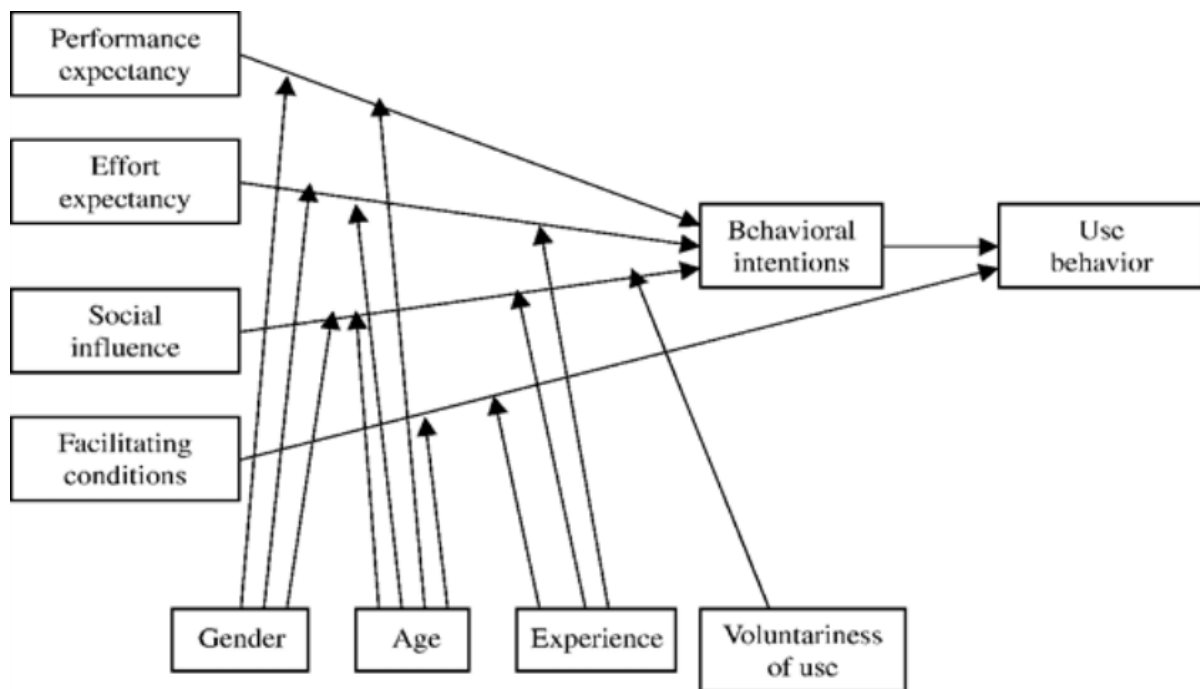 Performance
expectancy
Effort
expectancy
Social
influence
Facilitating
conditions
Behavioral
intentions
Use
behavior
Gender
Age
Experience
Voluntariness
of use